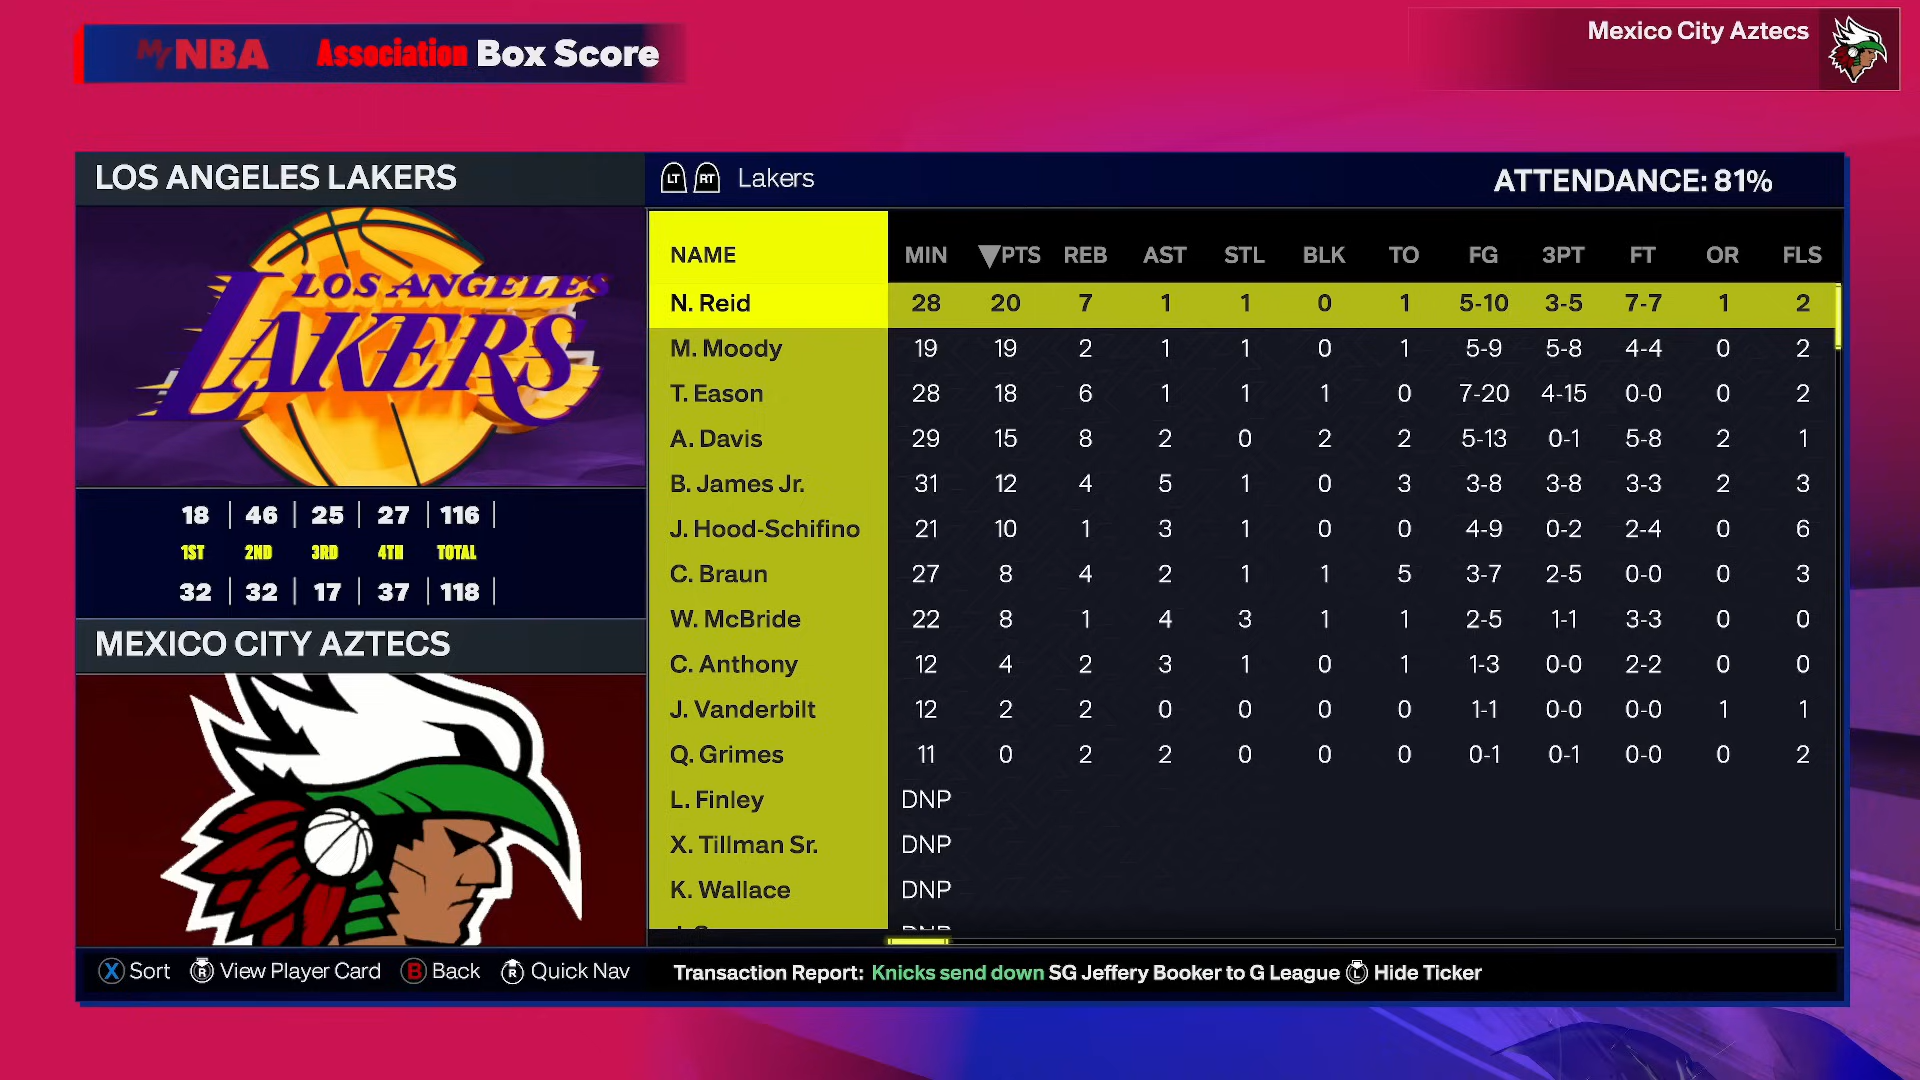 MyNBA Association Box Score
Mexico City Aztecs
LOS ANGELES LAKERS
LOS ANGELES
LAKERS
18 46 25 27 116
1ST 2ND 3RD 4TH TOTAL
32 32 17 37 118
MEXICO CITY AZTECS
LT RT Lakers ATTENDANCE: 81%
NAME MIN ▼PTS REB AST STL BLK TO FG 3PT FT OR FLS
N. Reid 28 20 7 1 1 0 1 5-10 3-5 7-7 1 2
M. Moody 19 19 2 1 1 0 1 5-9 5-8 4-4 0 2
T. Eason 28 18 6 1 1 1 0 7-20 4-15 0-0 0 2
A. Davis 29 15 8 2 0 2 2 5-13 0-1 5-8 2 1
B. James Jr. 31 12 4 5 1 0 3 3-8 3-8 3-3 2 3
J. Hood-Schifino 21 10 1 3 1 0 0 4-9 0-2 2-4 0 6
C. Braun 27 8 4 2 1 1 5 3-7 2-5 0-0 0 3
W. McBride 22 8 1 4 3 1 1 2-5 1-1 3-3 0 0
C. Anthony 12 4 2 3 1 0 1 1-3 0-0 2-2 0 0
J. Vanderbilt 12 2 2 0 0 0 0 1-1 0-0 0-0 1 1
Q. Grimes 11 0 2 2 0 0 0 0-1 0-1 0-0 0 2
L. Finley DNP
X. Tillman Sr. DNP
K. Wallace DNP
DNP
X Sort R View Player Card B Back R Quick Nav
Transaction Report: Knicks send down SG Jeffery Booker to G League L Hide Ticker